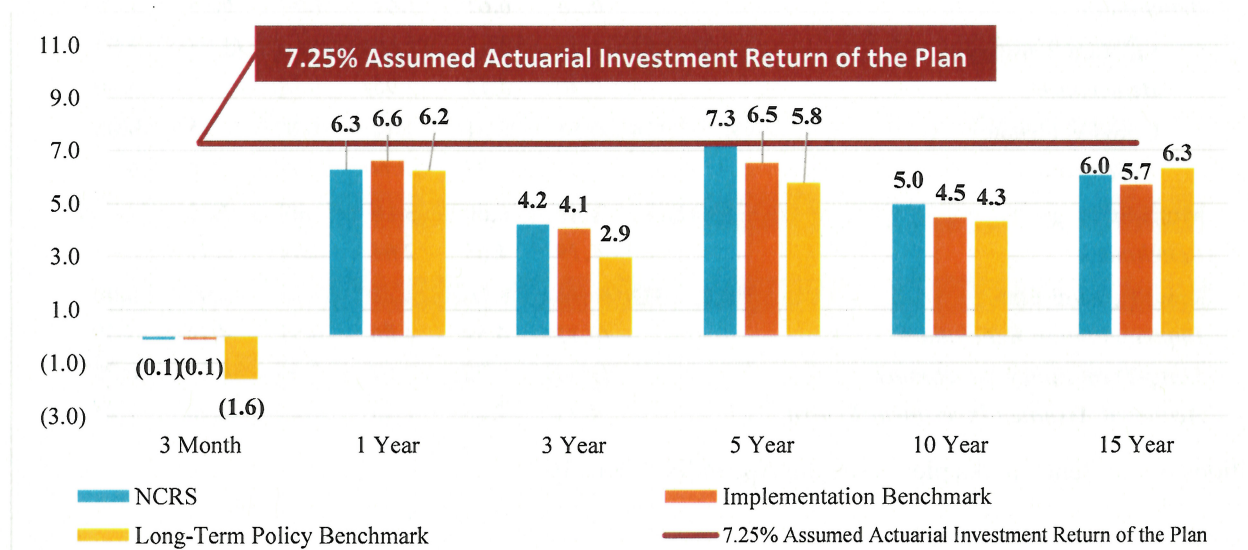 7.25% Assumed Actuarial Investment Return of the Plan
11.0
9.0
7.0
5.0
3.0
1.0
(1.0)
(3.0)
(0.1)(0.1)
(1.6)
6.3 6.6 6.2
4.2 4.1 2.9
7.3 6.5 5.8
5.0 4.5 4.3
6.0 5.7 6.3
3 Month 1 Year 3 Year 5 Year 10 Year 15 Year
NCRS Implementation Benchmark
Long-Term Policy Benchmark 7.25% Assumed Actuarial Investment Return of the Plan